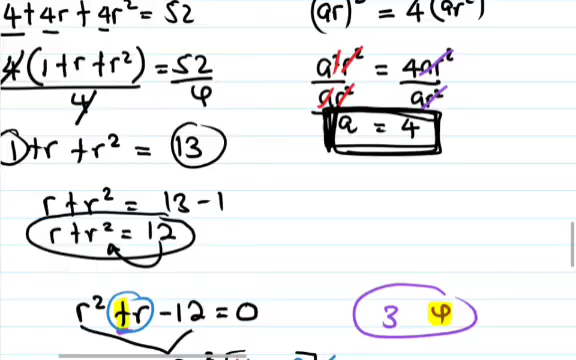 4 + 4r + 4r² = 52
4(1 + r + r²) = 52
4 4
1 + r + r² = 13
r + r² = 13 - 1
r + r² = 12
r² + r - 12 = 0
(ar)² = 4(ar²)
a²r² = 4ar²
ar² ar²
a = 4
3 4